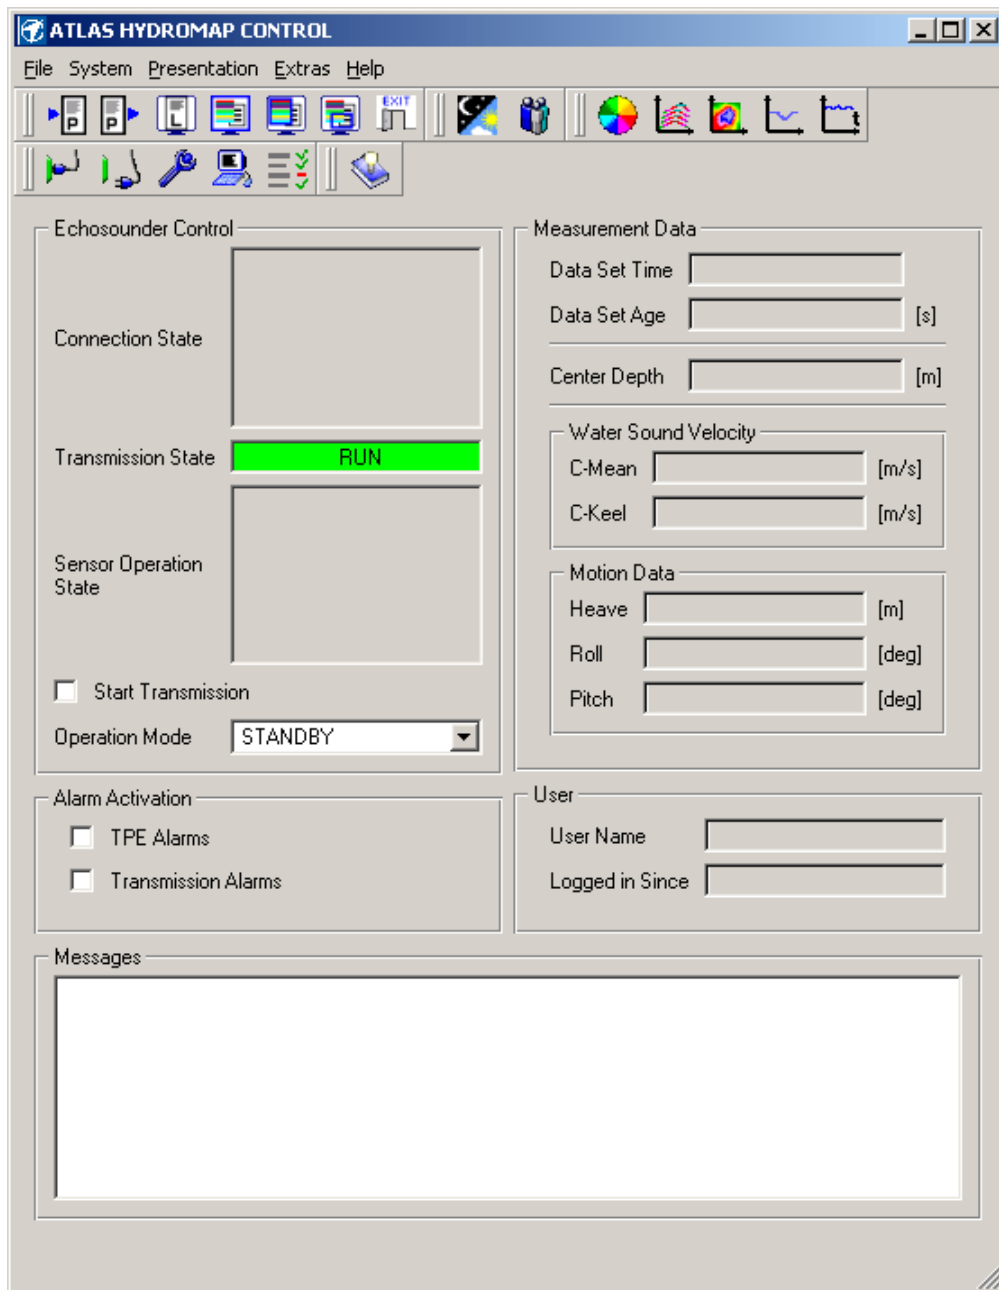 ATLAS HYDROMAP CONTROL
File System Presentation Extras Help
P P L EXIT
t
Echosounder Control
Connection State
Transmission State RUN
Sensor Operation
State
Start Transmission
Operation Mode STANDBY
Measurement Data
Data Set Time
Data Set Age [s]
Center Depth [m]
Water Sound Velocity
C-Mean [m/s]
C-Keel [m/s]
Motion Data
Heave [m]
Roll [deg]
Pitch [deg]
Alarm Activation
TPE Alarms
Transmission Alarms
User
User Name
Logged in Since
Messages